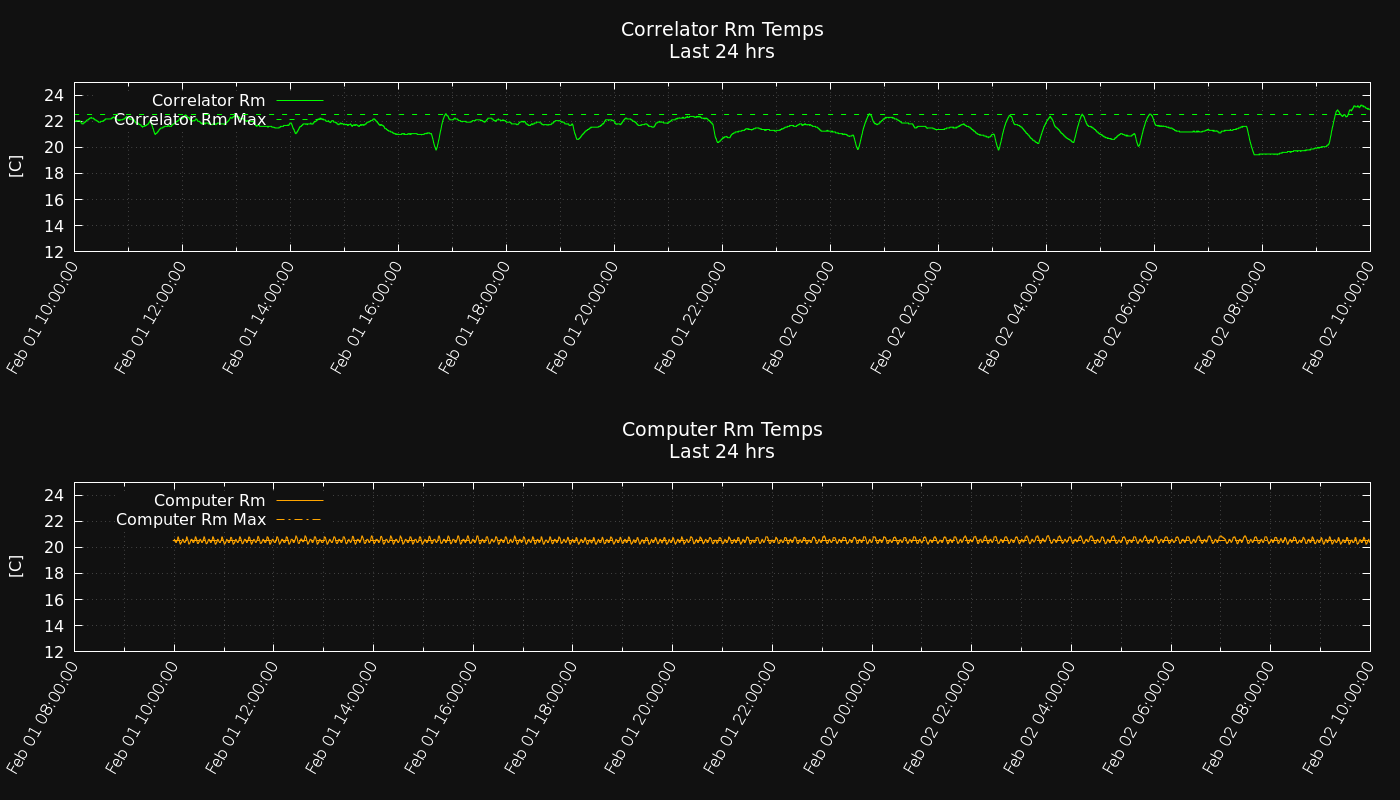 Correlator Rm Temps
Last 24 hrs
Correlator Rm
Correlator Rm Max
[C]
24
22
20
18
16
14
12
Feb 01 10:00:00
Feb 01 12:00:00
Feb 01 14:00:00
Feb 01 16:00:00
Feb 01 18:00:00
Feb 01 20:00:00
Feb 01 22:00:00
Feb 02 00:00:00
Feb 02 02:00:00
Feb 02 04:00:00
Feb 02 06:00:00
Feb 02 08:00:00
Feb 02 10:00:00
Computer Rm Temps
Last 24 hrs
Computer Rm
Computer Rm Max
[C]
24
22
20
18
16
14
12
Feb 01 08:00:00
Feb 01 10:00:00
Feb 01 12:00:00
Feb 01 14:00:00
Feb 01 16:00:00
Feb 01 18:00:00
Feb 01 20:00:00
Feb 01 22:00:00
Feb 02 00:00:00
Feb 02 02:00:00
Feb 02 04:00:00
Feb 02 06:00:00
Feb 02 08:00:00
Feb 02 10:00:00